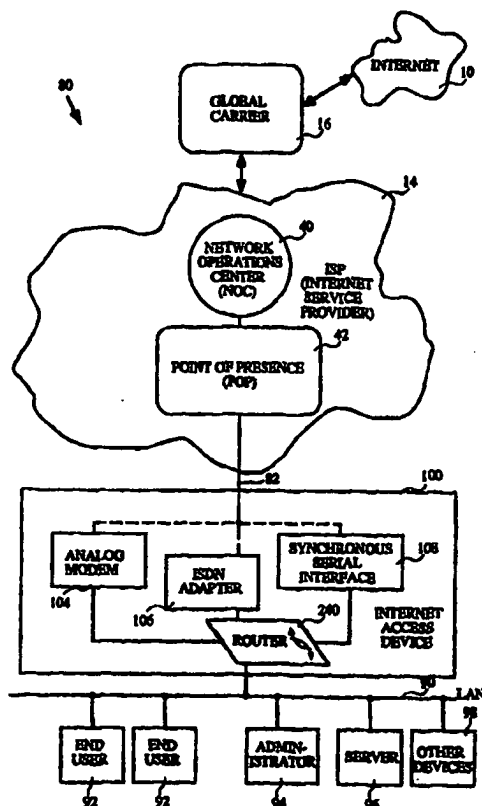 80
INTERNET
10
GLOBAL
CARRIER
16
14
40
NETWORK
OPERATIONS
CENTER
(NOC)
ISP
(INTERNET
SERVICE
PROVIDER)
42
POINT OF PRESENCE
(POP)
82
100
ANALOG
MODEM
104
ISDN
ADAPTER
106
SYNCHRONOUS
SERIAL
INTERFACE
108
240
ROUTER
INTERNET
ACCESS
DEVICE
90
LAN
END
USER
92
END
USER
92
ADMIN-
ISTRATOR
94
SERVER
96
98
OTHER
DEVICES